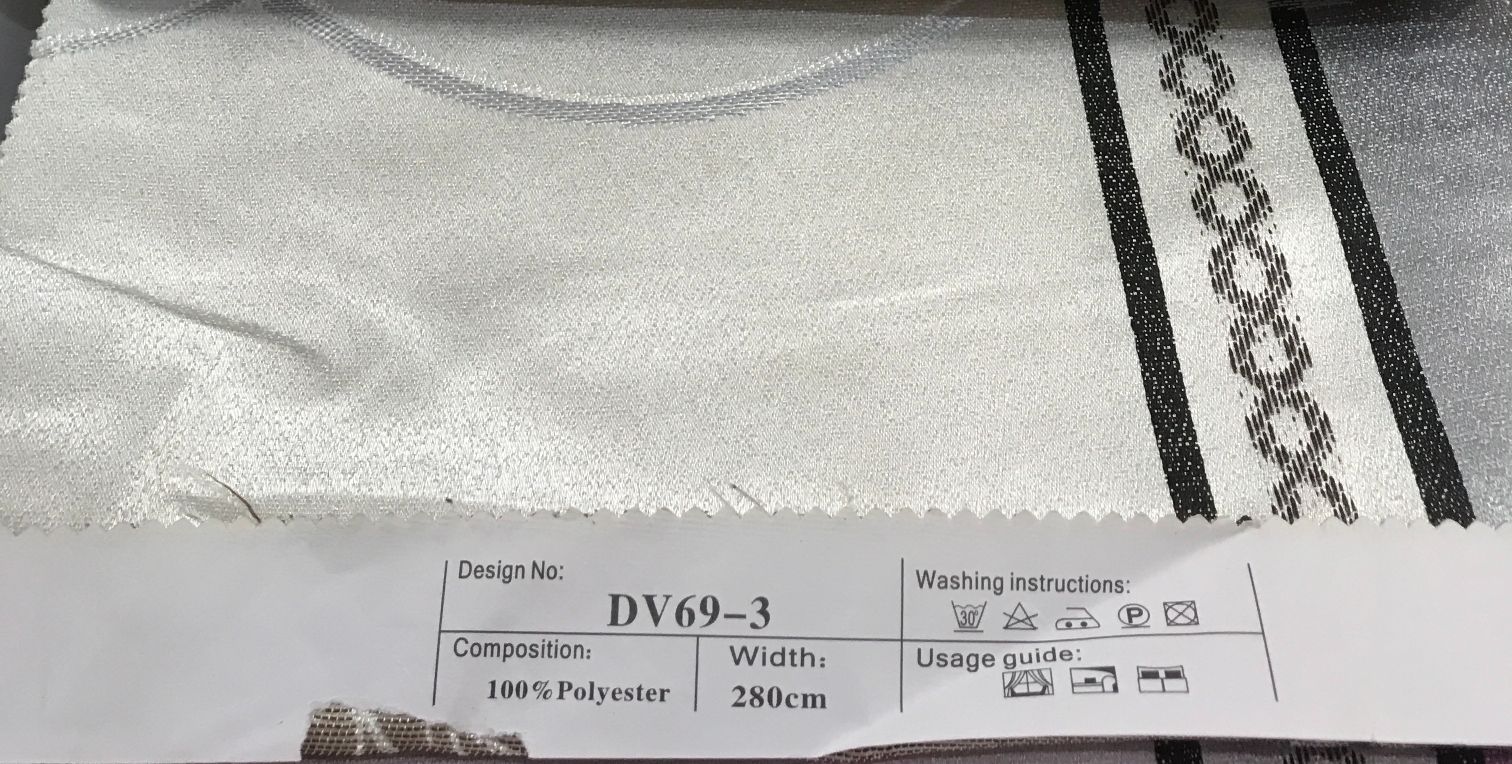 Design No:
DV69-3
Composition:
100%Polyester
Width:
280cm
Washing instructions:
30°
P
Usage guide: